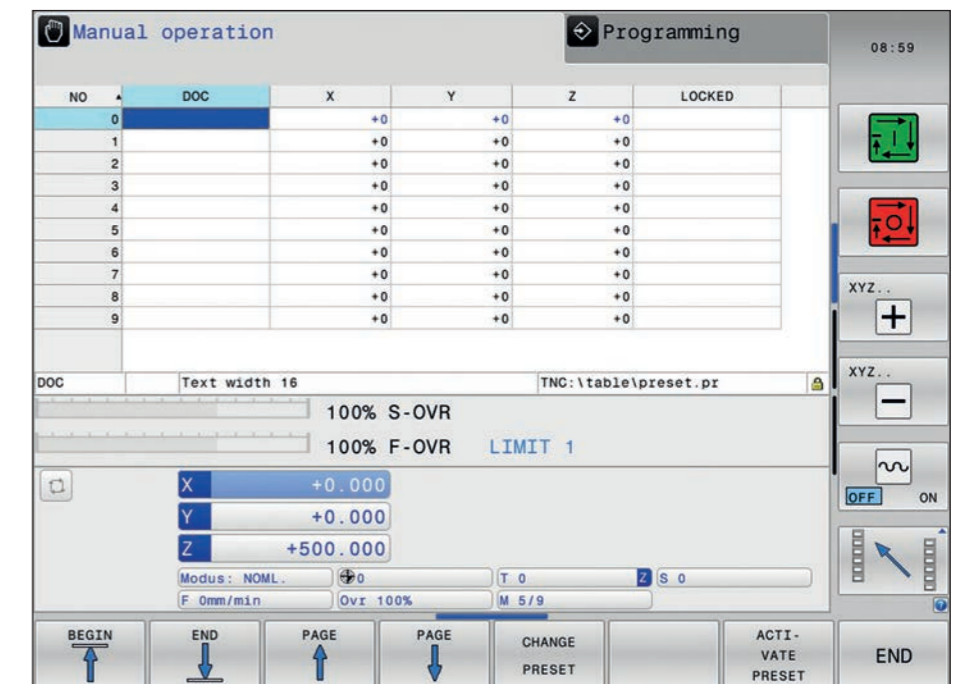 Manual operation
Programming
08:59
NO DOC X Y Z LOCKED
0 +0 +0 +0
1 +0 +0 +0
2 +0 +0 +0
3 +0 +0 +0
4 +0 +0 +0
5 +0 +0 +0
6 +0 +0 +0
7 +0 +0 +0
8 +0 +0 +0
9 +0 +0 +0
DOC Text width 16 TNC:\table\preset.pr
100% S-OVR
100% F-OVR LIMIT 1
X +0.000
Y +0.000
Z +500.000
Modus: NOML. 0 T 0 Z S 0
F 0mm/min Ovr 100% M 5/9
XYZ..
+
XYZ..
−
OFF ON
BEGIN
END
PAGE
PAGE
CHANGE
PRESET
ACTI-
VATE
PRESET
END